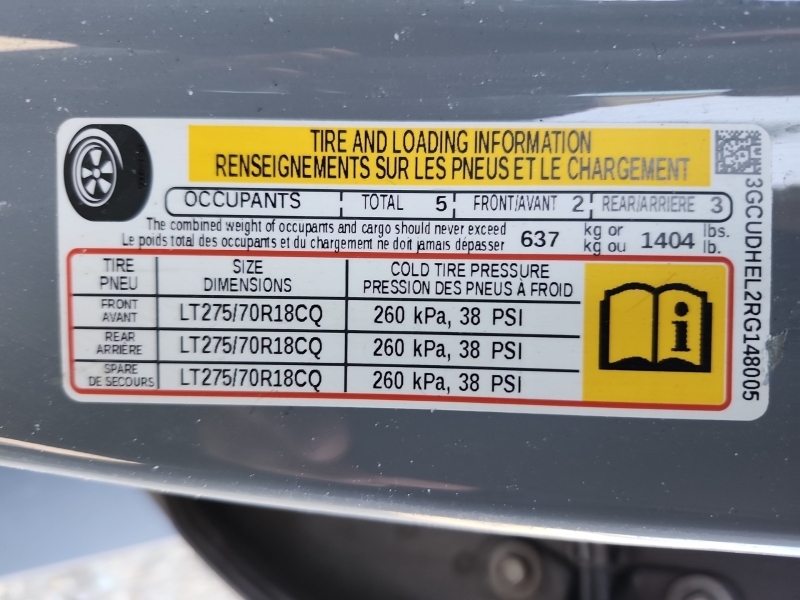 TIRE AND LOADING INFORMATION
RENSEIGNEMENTS SUR LES PNEUS ET LE CHARGEMENT
OCCUPANTS TOTAL 5 FRONT/AVANT 2 REAR/ARRIERE 3
The combined weight of occupants and cargo should never exceed 637 kg or 1404 lbs.
Le poids total des occupants et du chargement ne doit jamais dépasser kg ou lb.
TIRE SIZE COLD TIRE PRESSURE
PNEU DIMENSIONS PRESSION DES PNEUS À FROID
FRONT
AVANT LT275/70R18CQ 260 kPa, 38 PSI
REAR
ARRIERE LT275/70R18CQ 260 kPa, 38 PSI
SPARE
DE SECOURS LT275/70R18CQ 260 kPa, 38 PSI
3GCUDHEL2RG148005